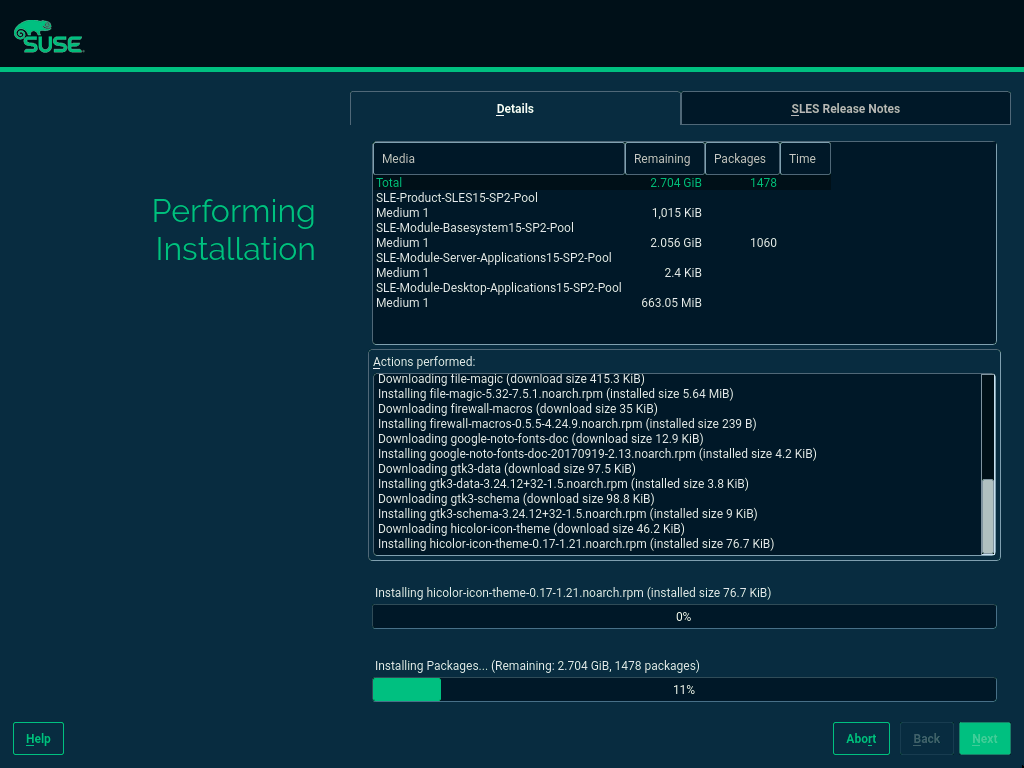 SUSE
Details
SLES Release Notes
Performing
Installation
Media Remaining Packages Time
Total 2.704 GiB 1478
SLE-Product-SLES15-SP2-Pool
Medium 1 1,015 KiB
SLE-Module-Basesystem15-SP2-Pool
Medium 1 2.056 GiB 1060
SLE-Module-Server-Applications15-SP2-Pool
Medium 1 2.4 KiB
SLE-Module-Desktop-Applications15-SP2-Pool
Medium 1 663.05 MiB
Actions performed:
Downloading file-magic (download size 415.3 KiB)
Installing file-magic-5.32-7.5.1.noarch.rpm (installed size 5.64 MiB)
Downloading firewall-macros (download size 35 KiB)
Installing firewall-macros-0.5.5-4.24.9.noarch.rpm (installed size 239 B)
Downloading google-noto-fonts-doc (download size 12.9 KiB)
Installing google-noto-fonts-doc-20170919-2.13.noarch.rpm (installed size 4.2 KiB)
Downloading gtk3-data (download size 97.5 KiB)
Installing gtk3-data-3.24.12+32-1.5.noarch.rpm (installed size 3.8 KiB)
Downloading gtk3-schema (download size 98.8 KiB)
Installing gtk3-schema-3.24.12+32-1.5.noarch.rpm (installed size 9 KiB)
Downloading hicolor-icon-theme (download size 46.2 KiB)
Installing hicolor-icon-theme-0.17-1.21.noarch.rpm (installed size 76.7 KiB)
Installing hicolor-icon-theme-0.17-1.21.noarch.rpm (installed size 76.7 KiB)
0%
Installing Packages... (Remaining: 2.704 GiB, 1478 packages)
11%
Help
Abort
Back
Next